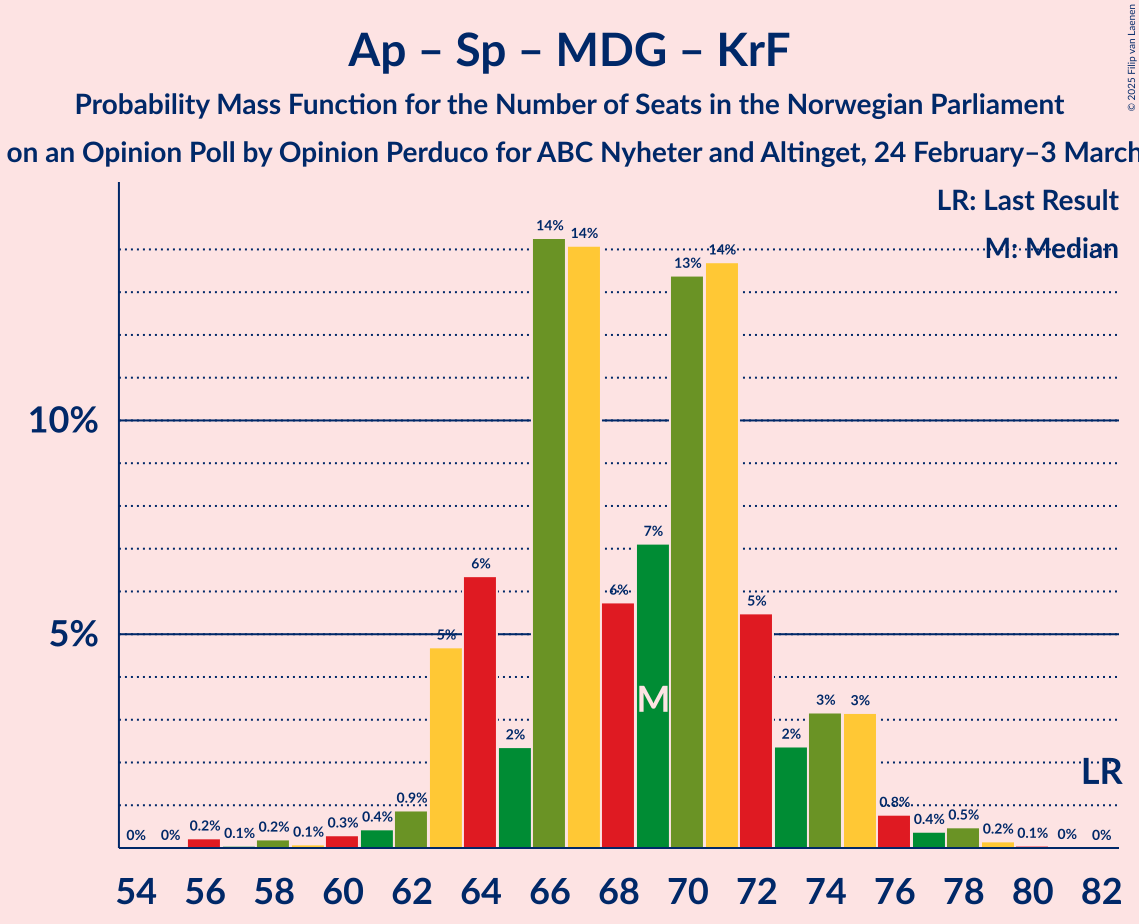 Ap – Sp – MDG – KrF
Probability Mass Function for the Number of Seats in the Norwegian Parliament
on an Opinion Poll by Opinion Perduco for ABC Nyheter and Altinget, 24 February–3 March
© 2025 Filip van Laenen
LR: Last Result
M: Median
10%
5%
0% 0% 0.2% 0.1% 0.2% 0.1% 0.3% 0.4% 0.9% 5% 6% 2% 14% 14% 6% 7% 13% 14% 5% 2% 3% 3% 0.8% 0.4% 0.5% 0.2% 0.1% 0% 0%
M
LR
54 56 58 60 62 64 66 68 70 72 74 76 78 80 82